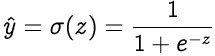 ŷ = σ(z) = 1 / (1 + e^{-z})